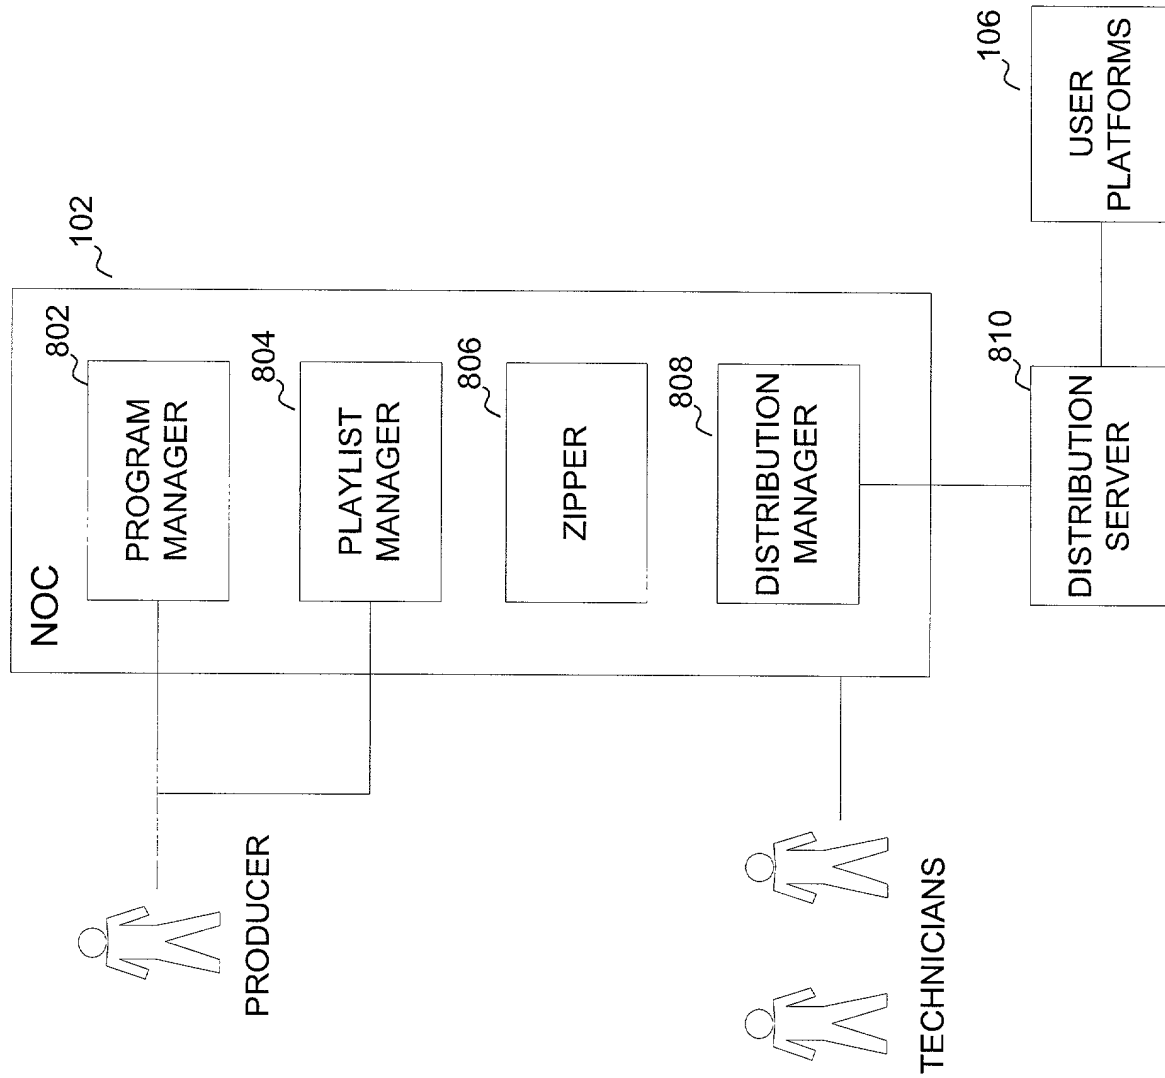 NOC
102
802
PROGRAM
MANAGER
804
PLAYLIST
MANAGER
806
ZIPPER
808
DISTRIBUTION
MANAGER
810
DISTRIBUTION
SERVER
106
USER
PLATFORMS
PRODUCER
TECHNICIANS